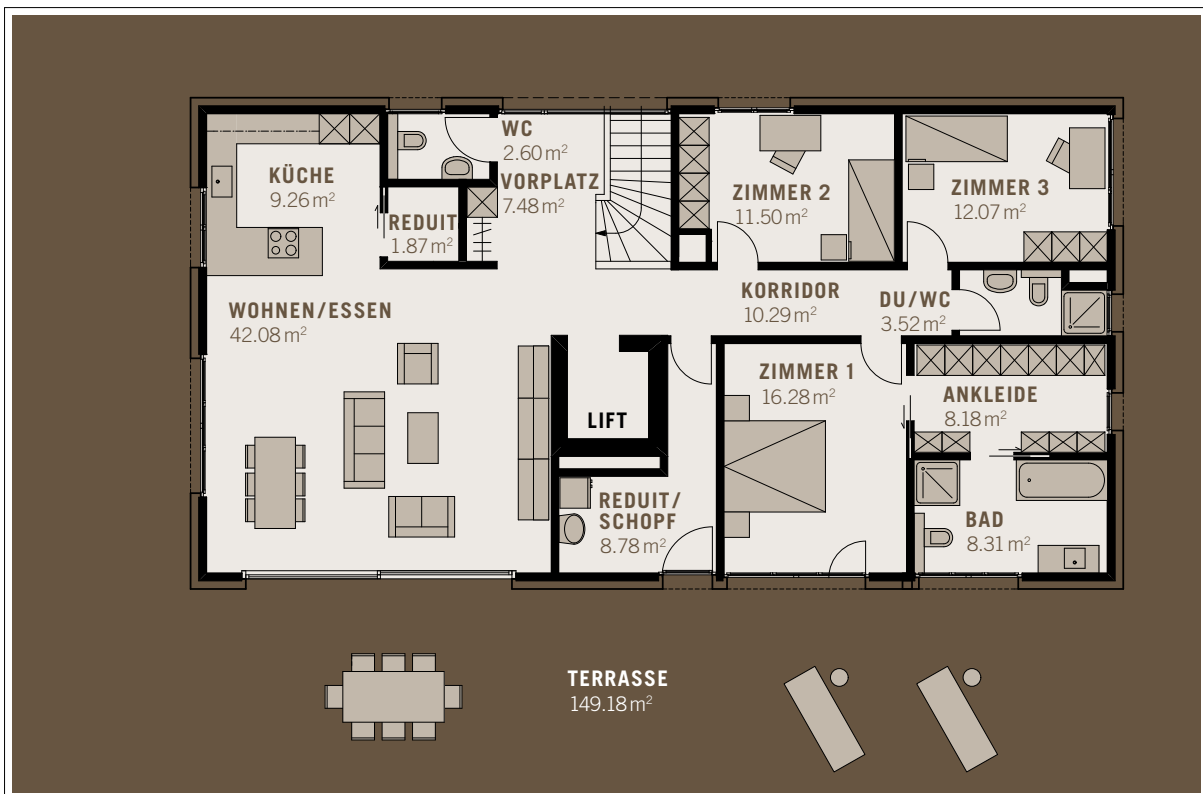 WC
2.60 m²
KÜCHE
9.26 m²
VORPLATZ
7.48 m²
REDUIT
1.87 m²
ZIMMER 2
11.50 m²
ZIMMER 3
12.07 m²
WOHNEN/ESSEN
42.08 m²
KORRIDOR
10.29 m²
DU/WC
3.52 m²
ZIMMER 1
16.28 m²
ANKLEIDE
8.18 m²
LIFT
REDUIT/
SCHOPF
8.78 m²
BAD
8.31 m²
TERRASSE
149.18 m²